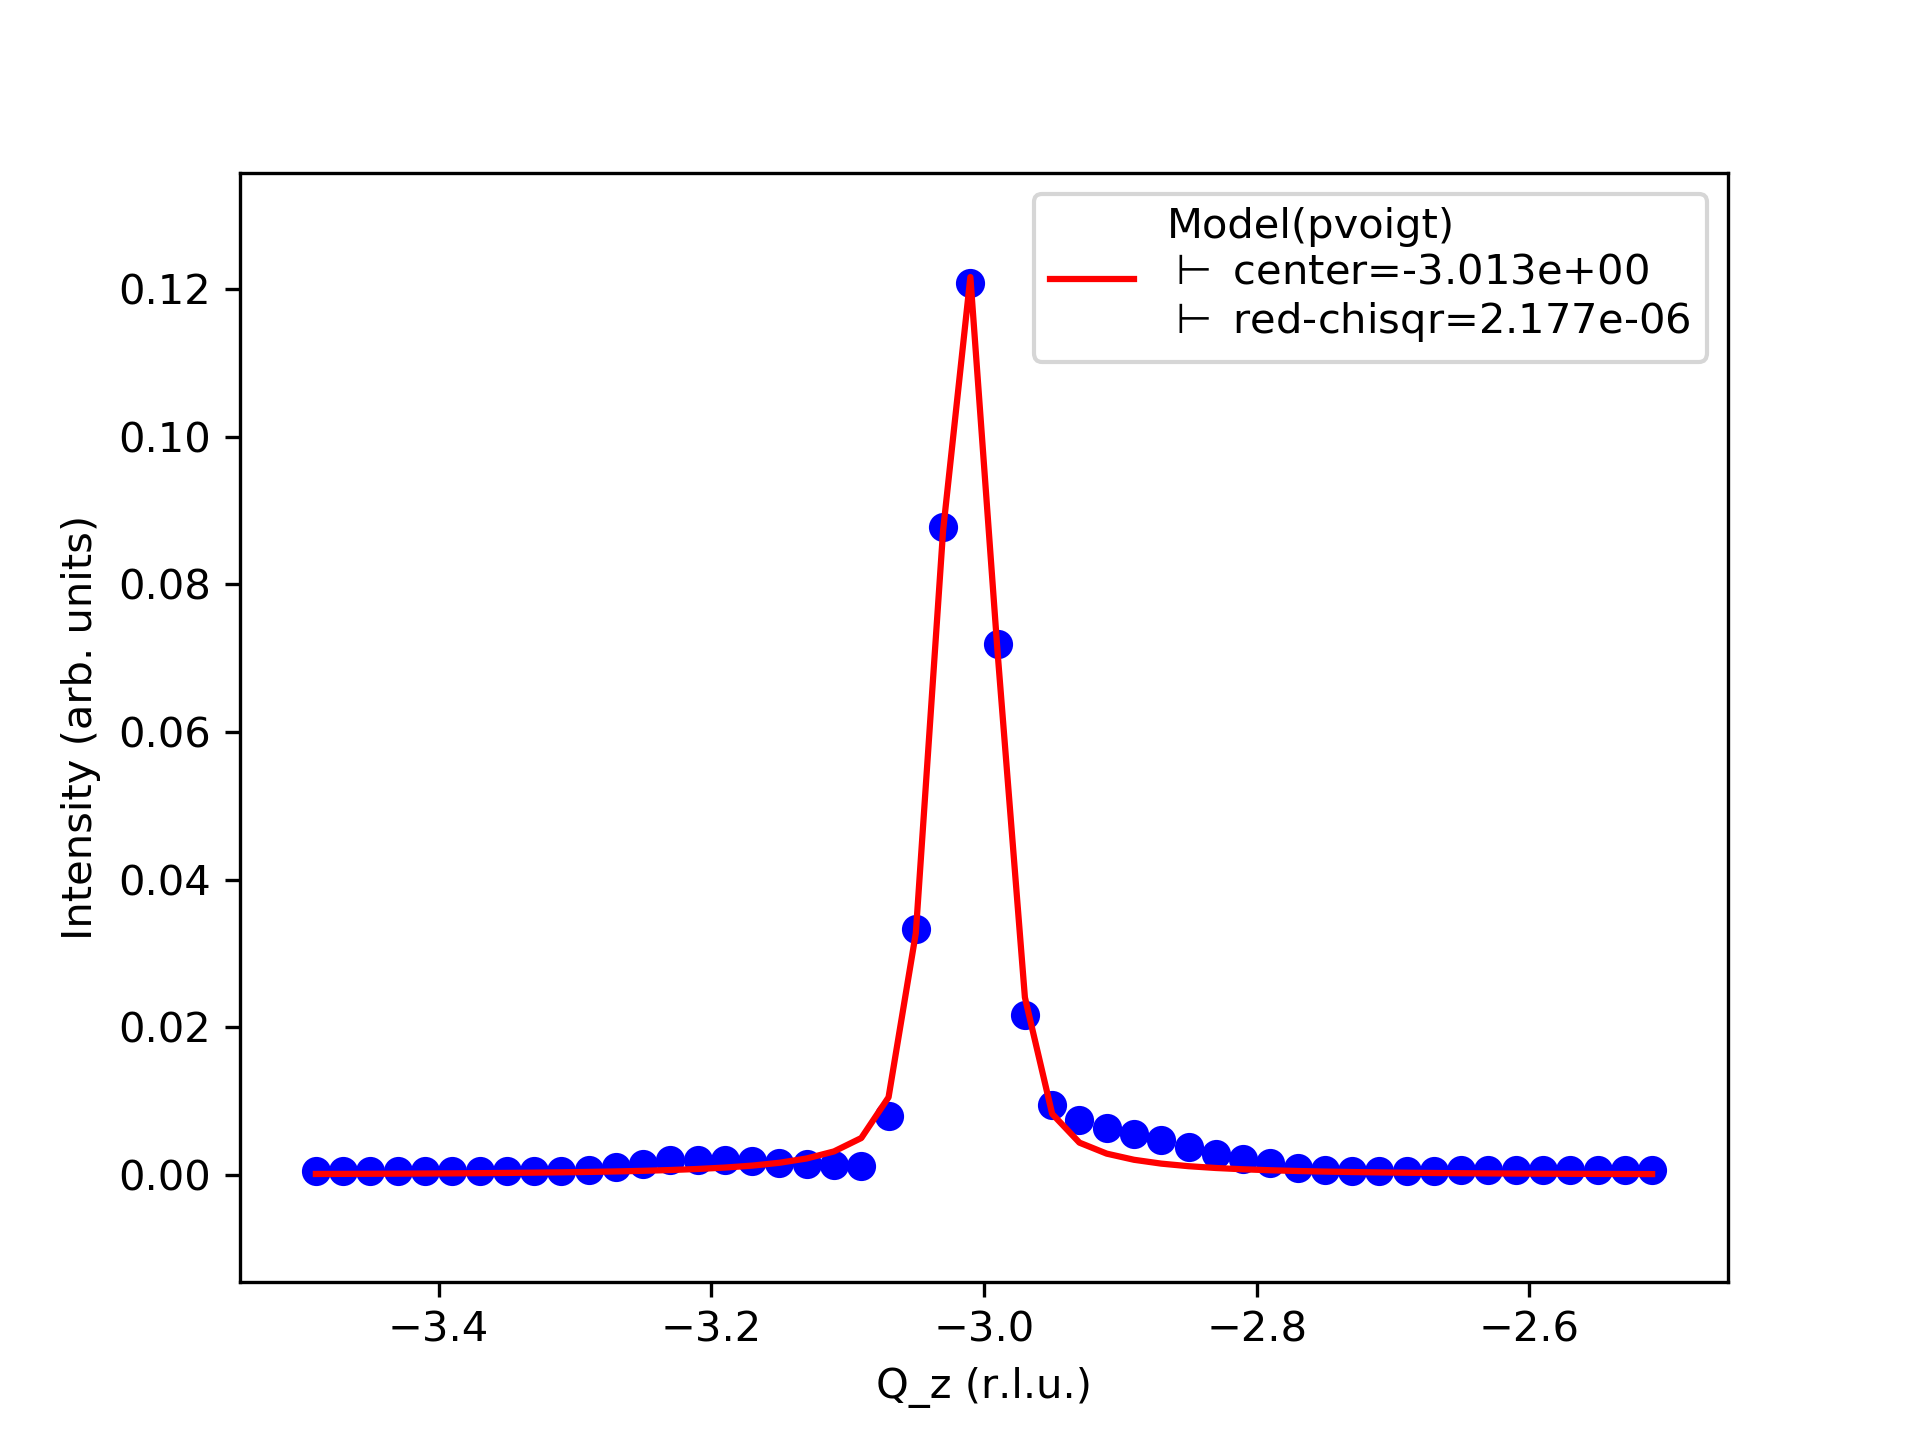 Model(pvoigt)
⊢ center=-3.013e+00
⊢ red-chisqr=2.177e-06
0.12
0.10
0.08
0.06
0.04
0.02
0.00
Intensity (arb. units)
−3.4 −3.2 −3.0 −2.8 −2.6
Q_z (r.l.u.)